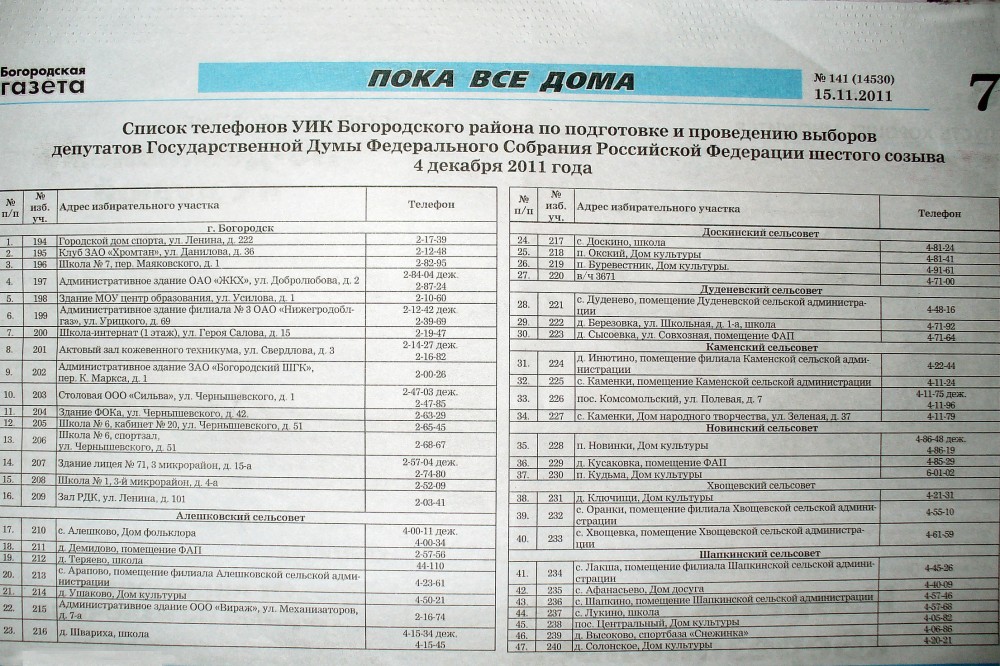 Богородская
газета
ПОКА ВСЕ ДОМА
№ 141 (14530)
15.11.2011
7
Список телефонов УИК Богородского района по подготовке и проведению выборов
депутатов Государственной Думы Федерального Собрания Российской Федерации шестого созыва
4 декабря 2011 года
№ п/п № изб. уч. Адрес избирательного участка Телефон
г. Богородск
1. 194 Городской дом спорта, ул. Ленина, д. 222 2-17-39
2. 195 Клуб ЗАО «Хромтан», ул. Данилова, д. 36 2-12-48
3. 196 Школа № 7, пер. Маяковского, д. 1 2-82-95
4. 197 Административное здание ОАО «ЖКХ», ул. Добролюбова, д. 2 2-84-04 деж.
2-87-24
5. 198 Здание МОУ центр образования, ул. Усилова, д. 1 2-10-60
6. 199 Административное здание филиала № 3 ОАО «Нижегродобл-
газ», ул. Урицкого, д. 69 2-12-42 деж.
2-39-69
7. 200 Школа-интернат (1 этаж), ул. Героя Салова, д. 15 2-19-47
8. 201 Актовый зал кожевенного техникума, ул. Свердлова, д. 3 2-14-27 деж.
2-16-82
9. 202 Административное здание ЗАО «Богородский ШГК»,
пер. К. Маркса, д. 1 2-00-26
10. 203 Столовая ООО «Сильва», ул. Чернышевского, д. 1 2-47-03 деж.
2-47-85
11. 204 Здание ФОКа, ул. Чернышевского, д. 42. 2-63-29
12. 205 Школа № 6, кабинет № 20, ул. Чернышевского, д. 51 2-65-45
13. 206 Школа № 6, спортзал,
ул. Чернышевского, д. 51 2-68-67
14. 207 Здание лицея № 71, 3 микрорайон, д. 15-а 2-57-04 деж.
2-74-80
15. 208 Школа № 1, 3-й микрорайон, д. 4-а 2-52-09
16. 209 Зал РДК, ул. Ленина, д. 101 2-03-41
Алешковский сельсовет
17. 210 с. Алешково, Дом фольклора 4-00-11 деж.
4-00-34
18. 211 д. Демидово, помещение ФАП 2-57-56
19. 212 д. Теряево, школа 44-110
20. 213 с. Арапово, помещение филиала Алешковской сельской адми-
нистрации 4-23-61
21. 214 д. Ушаково, Дом культуры 4-50-21
22. 215 Административное здание ООО «Вираж», ул. Механизаторов,
д. 7-а 2-16-74
23. 216 д. Швариха, школа 4-15-34 деж.
4-15-45
№ п/п № изб. уч. Адрес избирательного участка Телефон
Доскинский сельсовет
24. 217 с. Доскино, школа 4-81-24
25. 218 п. Окский, Дом культуры 4-81-41
26. 219 п. Буревестник, Дом культуры. 4-91-61
27. 220 в/ч 3671 4-71-00
Дуденевский сельсовет
28. 221 с. Дуденево, помещение Дуденевской сельской администра-
ции 4-48-16
29. 222 д. Березовка, ул. Школьная, д. 1-а, школа 4-71-92
30. 223 д. Сысоевка, ул. Совхозная, помещение ФАП 4-71-64
Каменский сельсовет
31. 224 д. Инютино, помещение филиала Каменской сельской адми-
нистрации 4-22-44
32. 225 с. Каменки, помещение Каменской сельской администрации 4-11-24
33. 226 пос. Комсомольский, ул. Полевая, д. 7 4-11-75 деж.
4-11-96
34. 227 с. Каменки, Дом народного творчества, ул. Зеленая, д. 37 4-11-79
Новинский сельсовет
35. 228 п. Новинки, Дом культуры 4-86-48 деж.
4-86-19
36. 229 д. Кусаковка, помещение ФАП 4-85-29
37. 230 п. Кудьма, Дом культуры 6-01-02
Хвощевский сельсовет
38. 231 д. Ключищи, Дом культуры 4-21-31
39. 232 с. Оранки, помещение филиала Хвощевской сельской админи-
страции 4-55-10
40. 233 с. Хвощевка, помещение Хвощевской сельской администра-
ции 4-61-59
Шапкинский сельсовет
41. 234 с. Лакша, помещение филиала Шапкинской сельской админи-
страции 4-45-26
42. 235 с. Афанасьево, Дом досуга 4-40-09
43. 236 с. Шапкино, помещение Шапкинской сельской администрации 4-57-46
44. 237 с. Лукино, школа 4-57-68
45. 238 пос. Центральный, Дом культуры 4-05-82
46. 239 д. Высоково, спортбаза «Снежинка» 4-06-86
47. 240 д. Солонское, Дом культуры 4-20-21